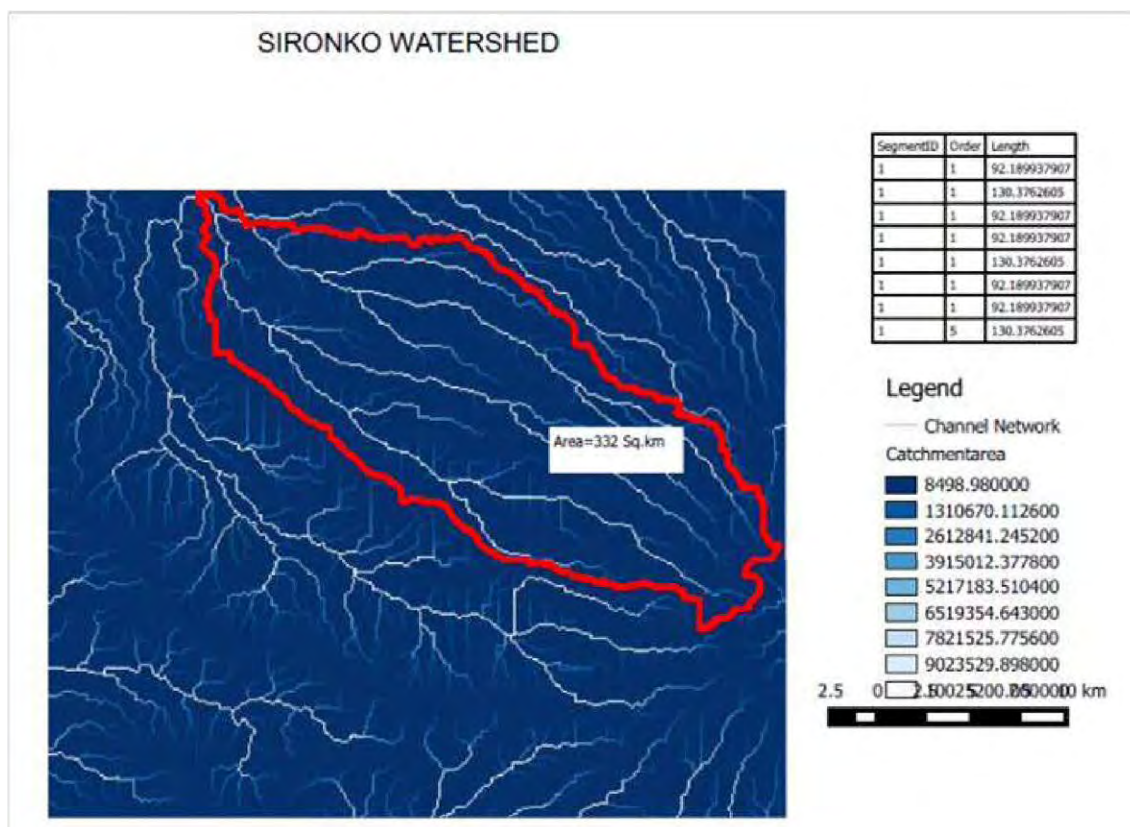 SIRONKO WATERSHED
SegmentID Order Length
1 1 92.189937907
1 1 130.3762605
1 1 92.189937907
1 1 92.189937907
1 1 130.3762605
1 1 92.189937907
1 1 92.189937907
1 5 130.3762605
Area=332 Sq.km
Legend
Channel Network
Catchmentarea
8498.980000
1310670.112600
2612841.245200
3915012.377800
5217183.510400
6519354.643000
7821525.775600
9023529.898000
2.5 0 10 km